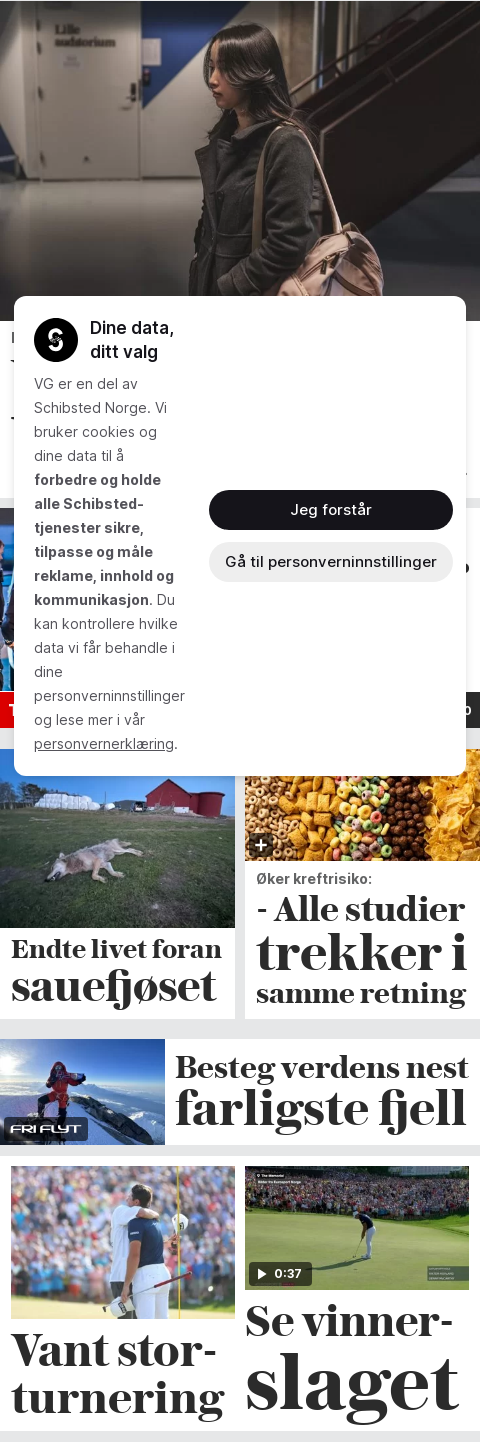 Lille
auditorium
Dine data,
ditt valg
VG er en del av
Schibsted Norge. Vi
bruker cookies og
dine data til å
forbedre og holde
alle Schibsted-
tjenester sikre,
tilpasse og måle
reklame, innhold og
kommunikasjon. Du
kan kontrollere hvilke
data vi får behandle i
dine
personverninnstillinger
og lese mer i vår
personvernerklæring.
Jeg forstår
Gå til personverninnstillinger
Endte livet foran
sauefjøset
Øker kreftrisiko:
- Alle studier
trekker i
samme retning
FRI FLYT
Besteg verdens nest
farligste fjell
Vant stor-
turnering
0:37
Se vinner-
slaget